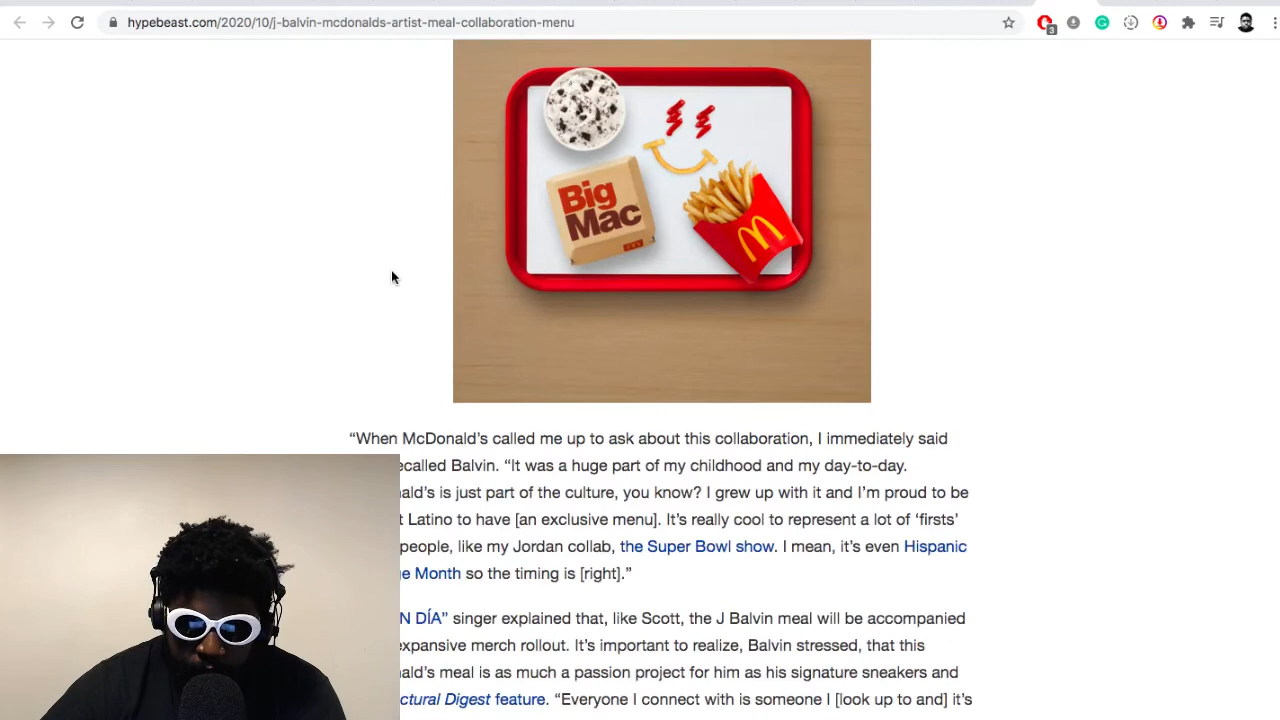 hypebeast.com/2020/10/j-balvin-mcdonalds-artist-meal-collaboration-menu
3
Big
Mac
“When McDonald’s called me up to ask about this collaboration, I immediately said
ecalled Balvin. “It was a huge part of my childhood and my day-to-day.
ald’s is just part of the culture, you know? I grew up with it and I’m proud to be
t Latino to have [an exclusive menu]. It’s really cool to represent a lot of ‘firsts’
people, like my Jordan collab, the Super Bowl show. I mean, it’s even Hispanic
ge Month so the timing is [right].”
N DÍA” singer explained that, like Scott, the J Balvin meal will be accompanied
expansive merch rollout. It’s important to realize, Balvin stressed, that this
ald’s meal is as much a passion project for him as his signature sneakers and
ctural Digest feature. “Everyone I connect with is someone I [look up to and] it’s